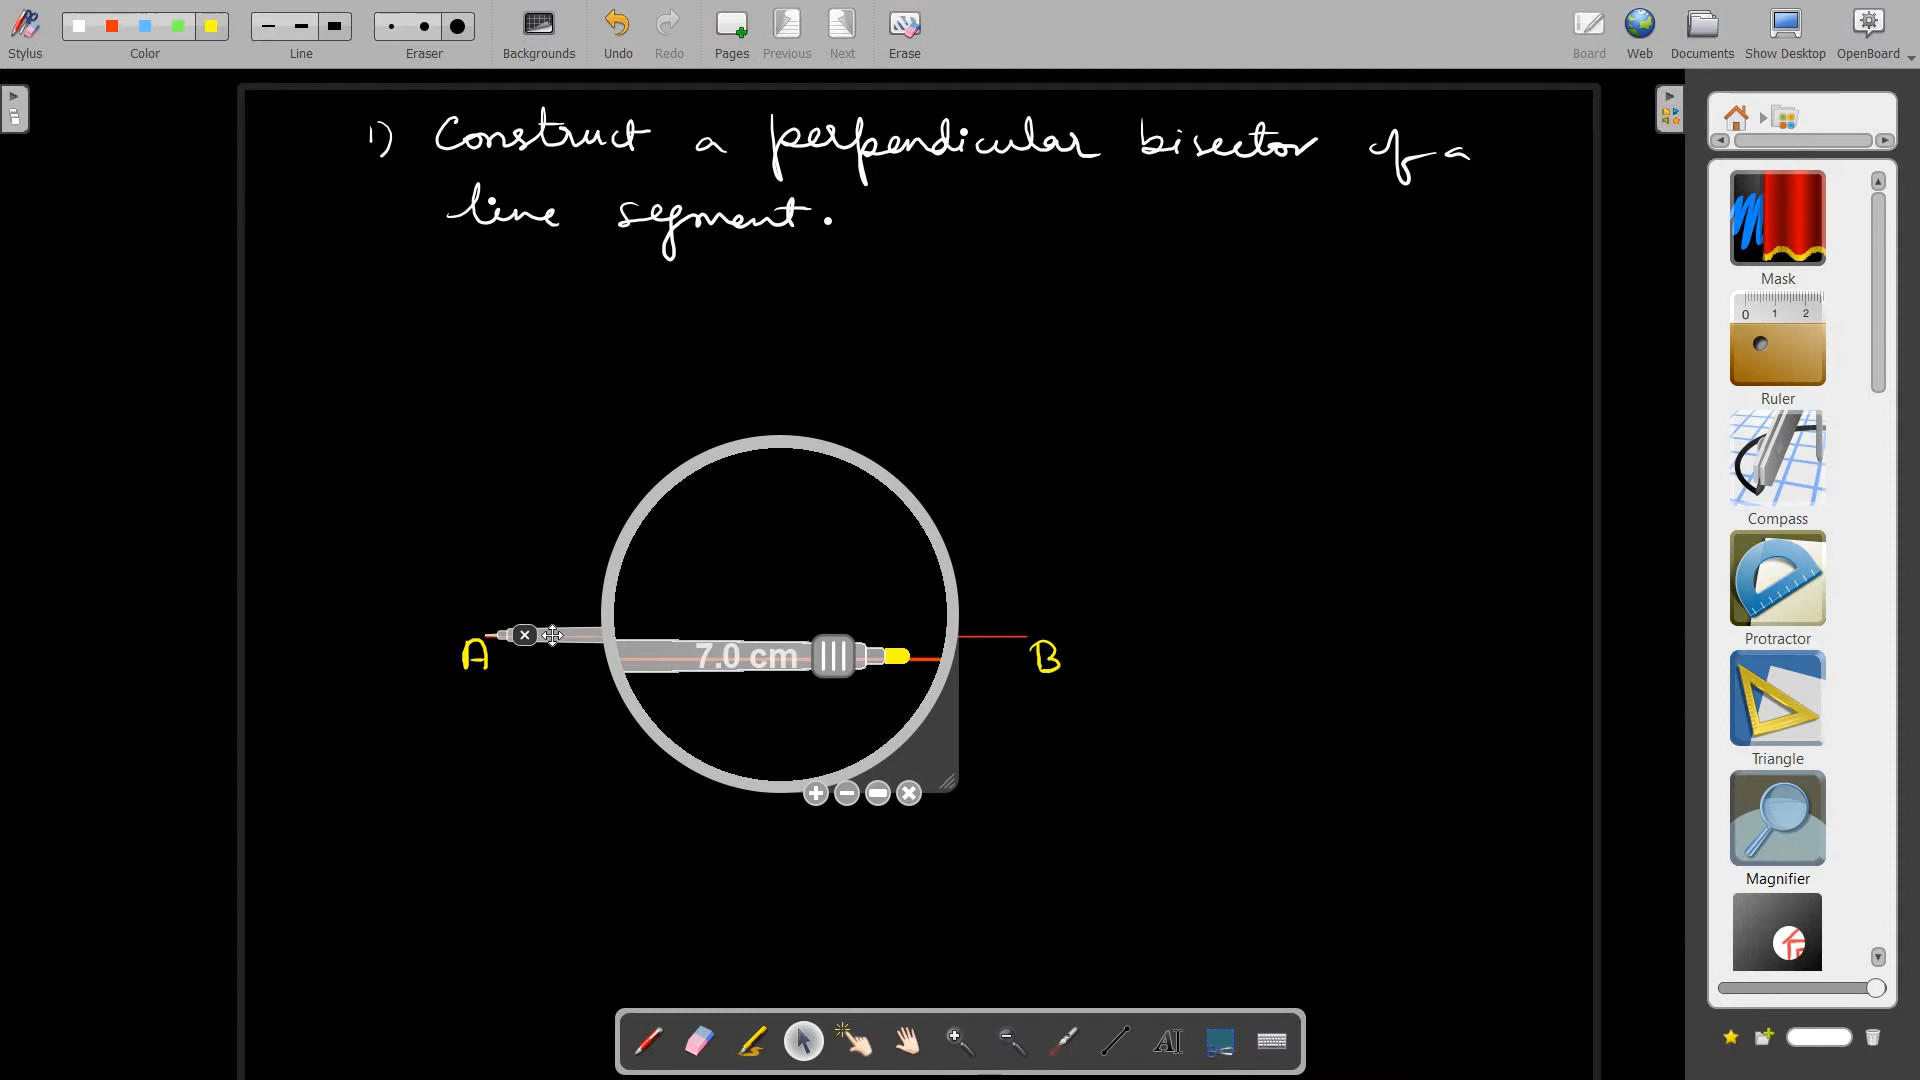 Stylus Color Line Eraser Backgrounds Undo Redo Pages Previous Next Erase Board Web Documents Show Desktop OpenBoard
1) Construct a perpendicular bisector of a
line segment.
A
7.0 cm
B
Mask
0 1 2
Ruler
Compass
Protractor
Triangle
Magnifier
AI